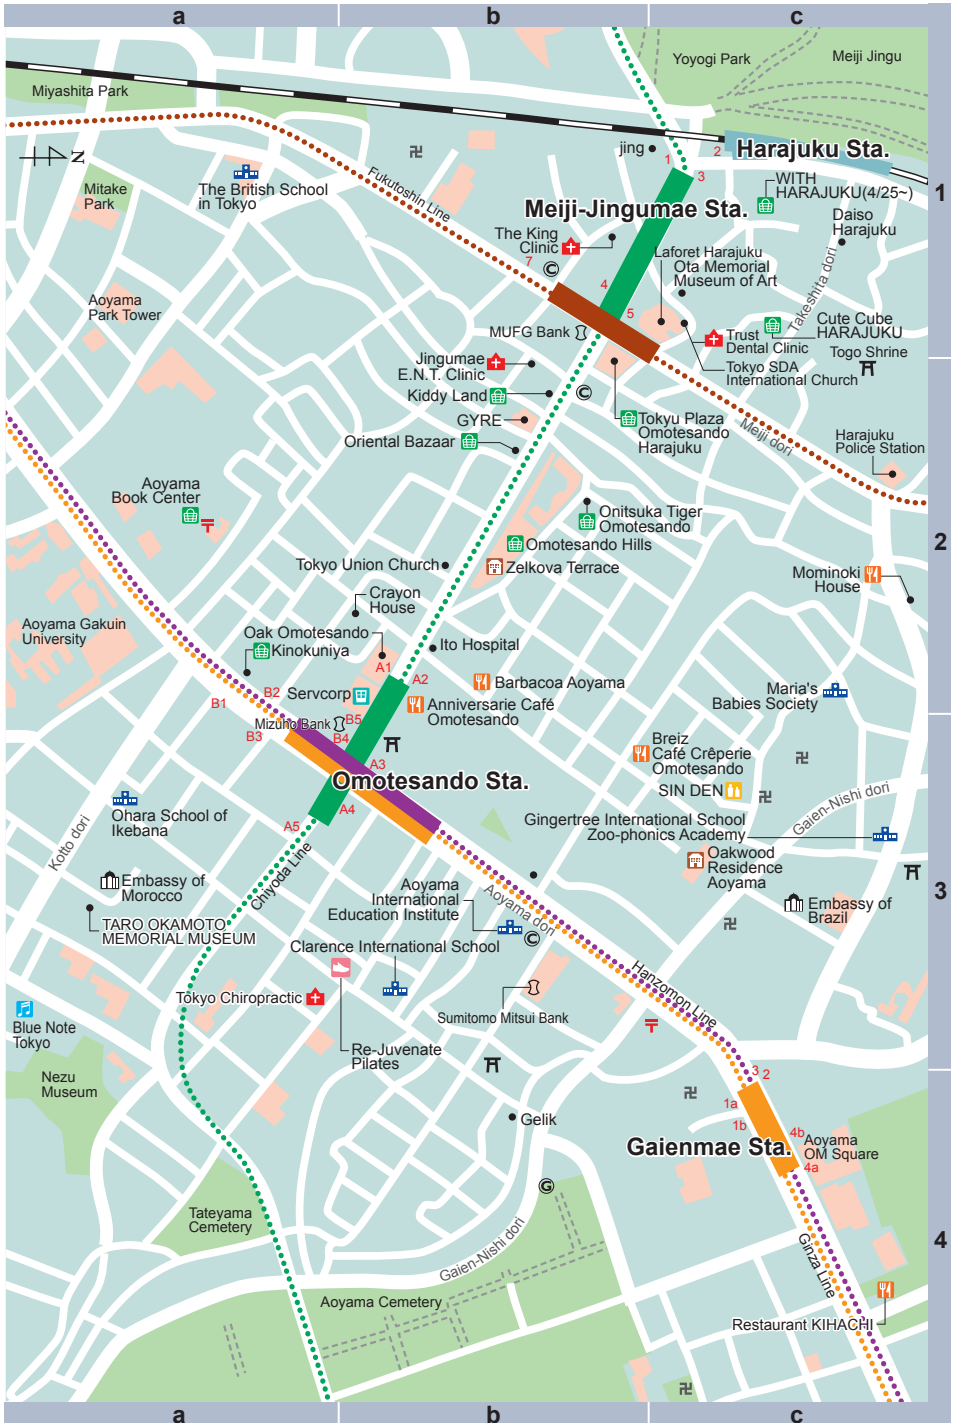 a
b
c
Yoyogi Park
Meiji Jingu
Miyashita Park
jing
1
2
Harajuku Sta.
N
3
WITH
HARAJUKU(4/25~)
Mitake
Park
The British School
in Tokyo
Fukutoshin Line
Meiji-Jingumae Sta.
Daiso
Harajuku
1
The King
Clinic
7
Laforet Harajuku
Ota Memorial
Museum of Art
Takeshita dori
C
4
5
Aoyama
Park Tower
MUFG Bank
Cute Cube
HARAJUKU
Trust
Dental Clinic
Togo Shrine
Jingumae
E.N.T. Clinic
Tokyo SDA
International Church
Kiddy Land
C
GYRE
Tokyu Plaza
Omotesando
Harajuku
Meiji dori
Oriental Bazaar
Harajuku
Police Station
Aoyama
Book Center
Onitsuka Tiger
Omotesando
Omotesando Hills
2
Tokyo Union Church
Zelkova Terrace
Mominoki
House
Crayon
House
Aoyama Gakuin
University
Oak Omotesando
Kinokuniya
Ito Hospital
A1
A2
B2
B1
Servcorp
Barbacoa Aoyama
Maria's
Babies Society
Anniversarie Café
Omotesando
B5
Mizuho Bank
B3
B4
Breiz
Café Crêperie
Omotesando
A3
Omotesando Sta.
SIN DEN
Gaien-Nishi dori
A4
A5
Ohara School of
Ikebana
Gingertree International School
Zoo-phonics Academy
Kotto dori
Chiyoda Line
Oakwood
Residence
Aoyama
Embassy of
Morocco
Aoyama
International
Education Institute
Aoyama dori
3
Embassy of
Brazil
TARO OKAMOTO
MEMORIAL MUSEUM
Clarence International School
C
Hanzomon Line
Tokyo Chiropractic
Sumitomo Mitsui Bank
Blue Note
Tokyo
Re-Juvenate
Pilates
Nezu
Museum
3
2
1a
1b
Gelik
Gaienmae Sta.
4b
4a
Aoyama
OM Square
G
Tateyama
Cemetery
Gaien-Nishi dori
4
Ginza Line
Aoyama Cemetery
Restaurant KIHACHI
a
b
c